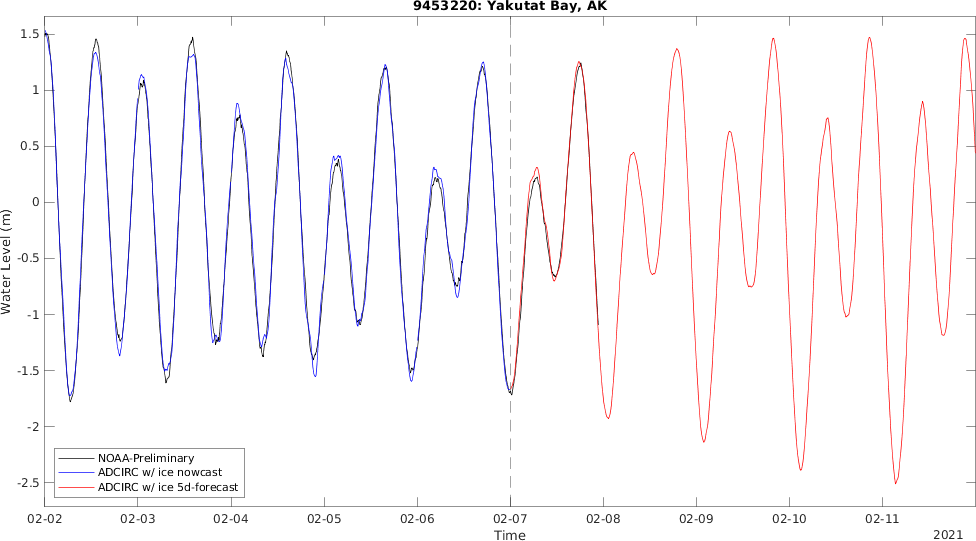 9453220: Yakutat Bay, AK
Water Level (m)
1.5
1
0.5
0
-0.5
-1
-1.5
-2
-2.5
NOAA-Preliminary
ADCIRC w/ ice nowcast
ADCIRC w/ ice 5d-forecast
02-02 02-03 02-04 02-05 02-06 02-07 02-08 02-09 02-10 02-11
Time
2021